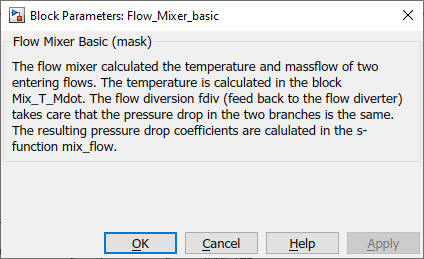 Block Parameters: Flow_Mixer_basic
Flow Mixer Basic (mask)
The flow mixer calculated the temperature and massflow of two
entering flows. The temperature is calculated in the block
Mix_T_Mdot. The flow diversion fdiv (feed back to the flow diverter)
takes care that the pressure drop in the two branches is the same.
The resulting pressure drop coefficients are calulated in the s-
function mix_flow.
OK Cancel Help Apply